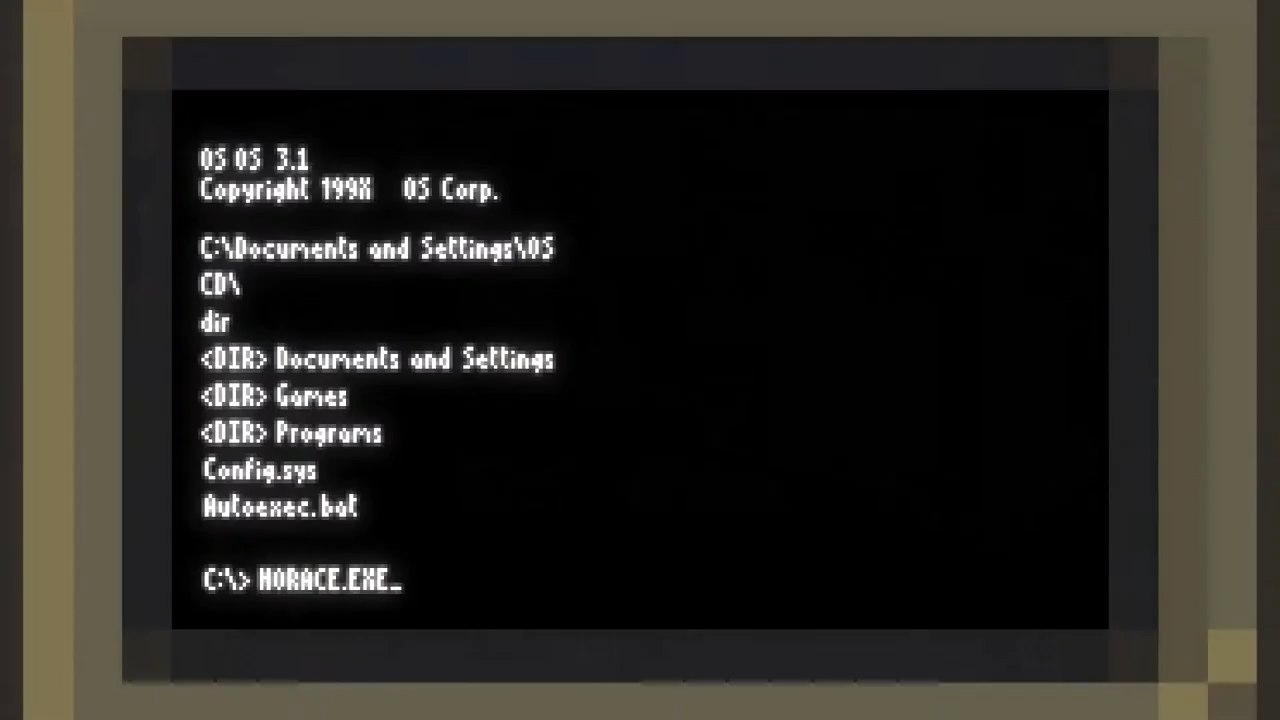 OS OS 3.1
Copyright 199X OS Corp.
C:\Documents and Settings\OS
CD\
dir
<DIR> Documents and Settings
<DIR> Games
<DIR> Programs
Config.sys
Autoexec.bat
C:\> HORACE.EXE_